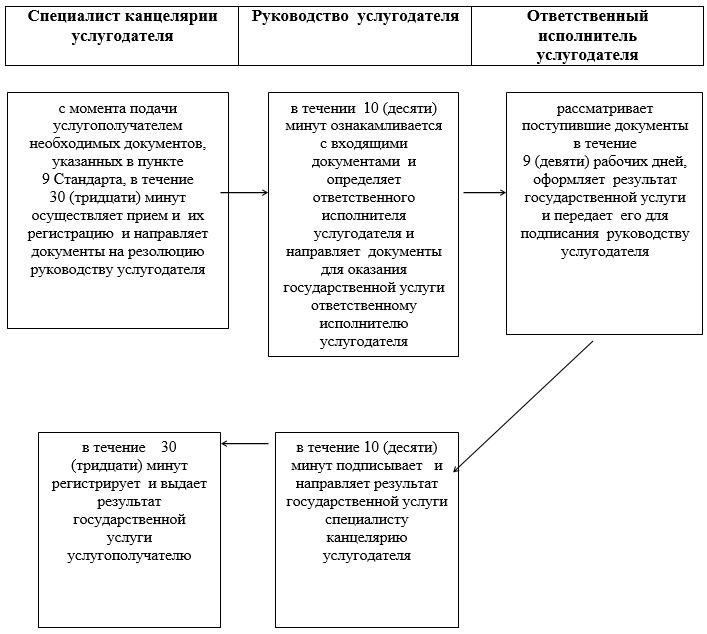 Специалист канцелярии
услугодателя
Руководство услугодателя
Ответственный
исполнитель
услугодателя
с момента подачи
услугополучателем
необходимых документов,
указанных в пункте
9 Стандарта, в течение
30 (тридцати) минут
осуществляет прием и их
регистрацию и направляет
документы на резолюцию
руководству услугодателя
в течении 10 (десяти)
минут ознакамливается
с входящими
документами и
определяет
ответственного
исполнителя
услугодателя и
направляет документы
для оказания
государственной услуги
ответственному
исполнителю
услугодателя
рассматривает
поступившие документы
в течение
9 (девяти) рабочих дней,
оформляет результат
государственной услуги
и передает его для
подписания руководству
услугодателя
в течение 30
(тридцати) минут
регистрирует и выдает
результат
государственной
услуги
услугополучателю
в течение 10 (десяти)
минут подписывает и
направляет результат
государственной услуги
специалисту
канцелярию
услугодателя